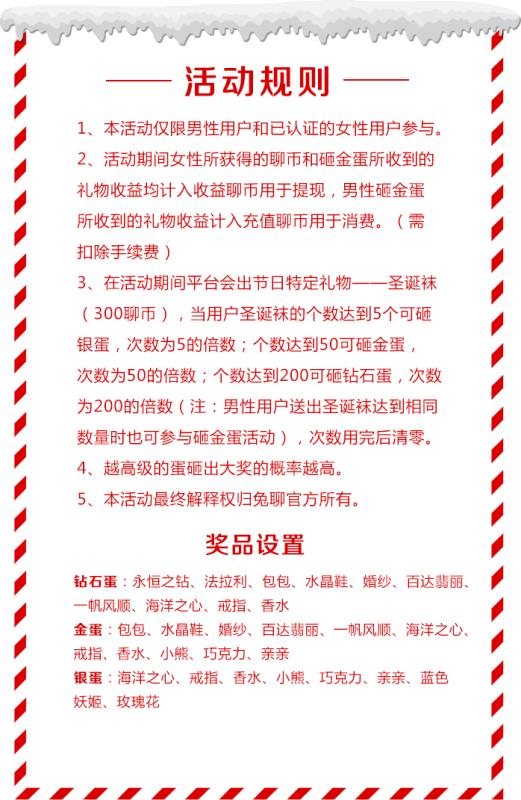 活动规则
1、本活动仅限男性用户和已认证的女性用户参与。
2、活动期间女性所获得的聊币和砸金蛋所收到的
礼物收益均计入收益聊币用于提现，男性砸金蛋
所收到的礼物收益计入充值聊币用于消费。（需
扣除手续费）
3、在活动期间平台会出节日特定礼物——圣诞袜
（300聊币），当用户圣诞袜的个数达到5个可砸
银蛋，次数为5的倍数；个数达到50可砸金蛋，
次数为50的倍数；个数达到200可砸钻石蛋，次数
为200的倍数（注：男性用户送出圣诞袜达到相同
数量时也可参与砸金蛋活动），次数用完后清零。
4、越高级的蛋砸出大奖的概率越高。
5、本活动最终解释权归兔聊官方所有。
奖品设置
钻石蛋：永恒之钻、法拉利、包包、水晶鞋、婚纱、百达翡丽、
一帆风顺、海洋之心、戒指、香水
金蛋：包包、水晶鞋、婚纱、百达翡丽、一帆风顺、海洋之心、
戒指、香水、小熊、巧克力、亲亲
银蛋：海洋之心、戒指、香水、小熊、巧克力、亲亲、蓝色
妖姬、玫瑰花